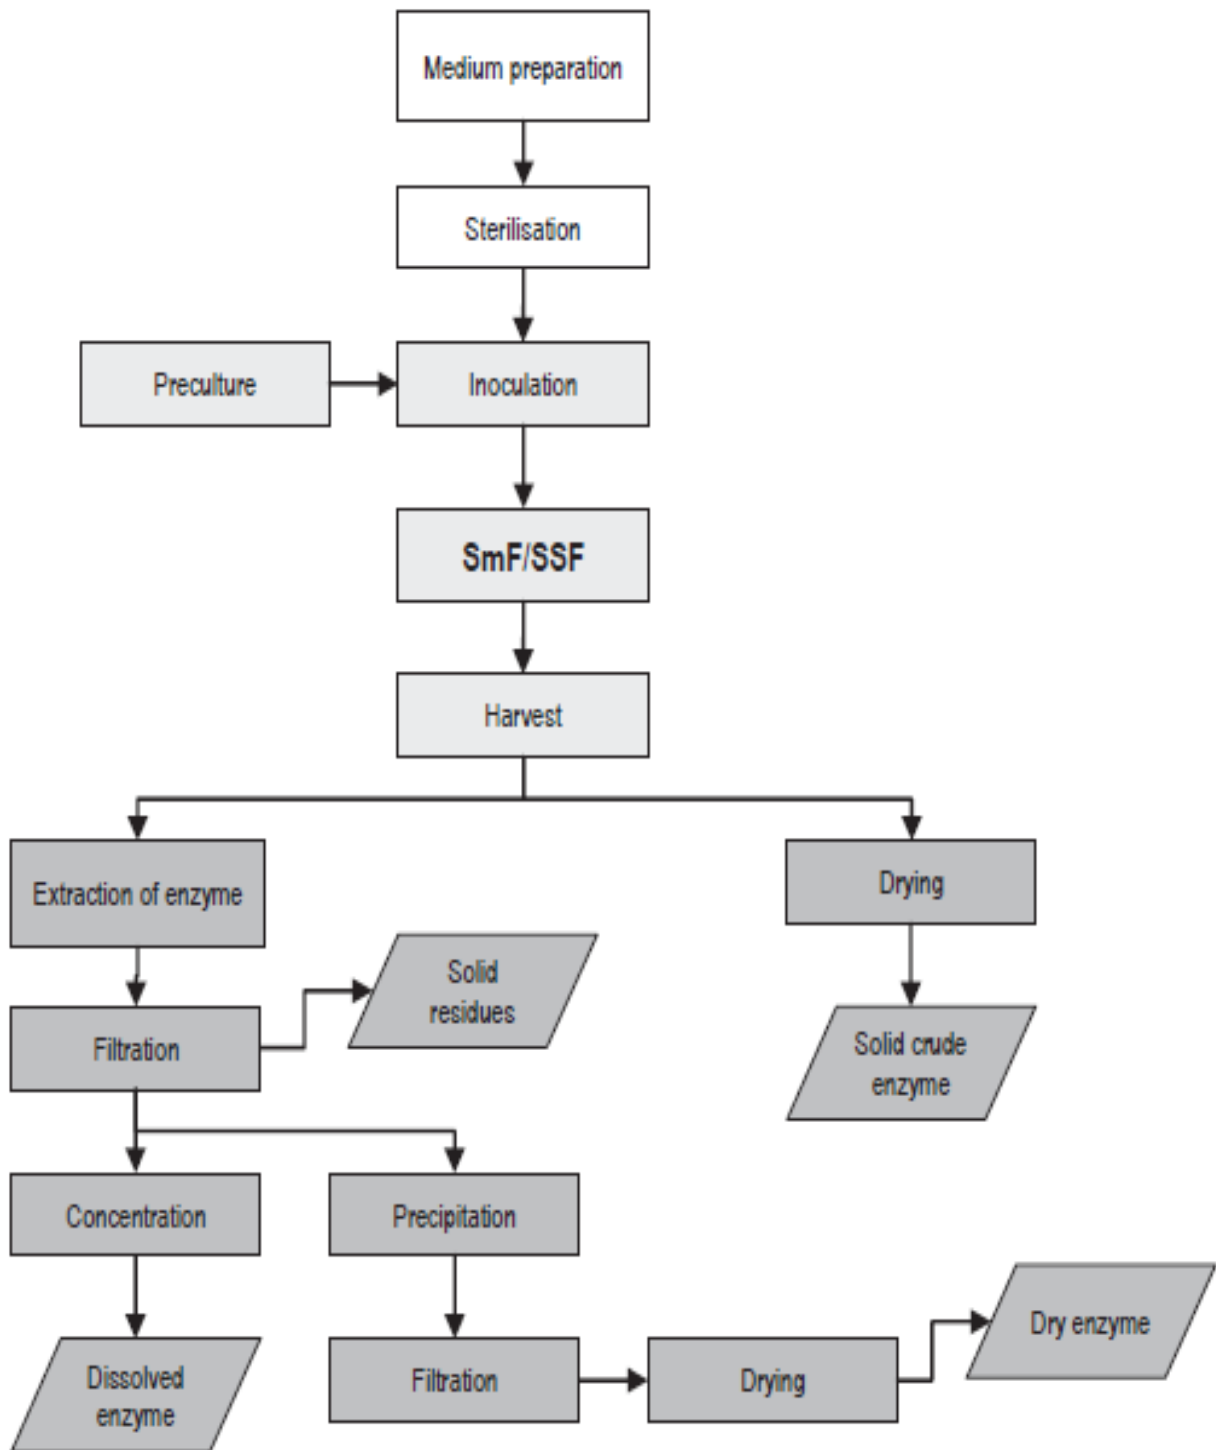 Medium preparation
Sterilisation
Preculture
Inoculation
SmF/SSF
Harvest
Extraction of enzyme
Drying
Solid
residues
Filtration
Solid crude
enzyme
Concentration
Precipitation
Dissolved
enzyme
Filtration
Drying
Dry enzyme